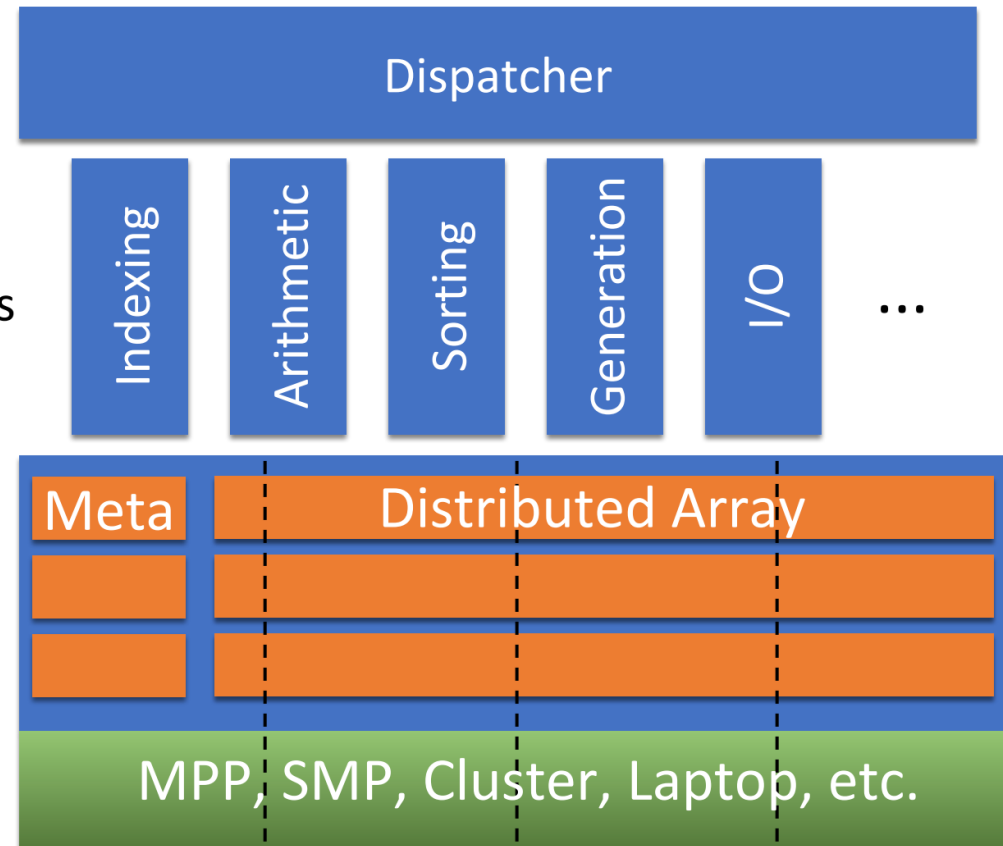 Dispatcher
Indexing
Arithmetic
Sorting
Generation
I/O
...
s
Meta
Distributed Array
MPP, SMP, Cluster, Laptop, etc.